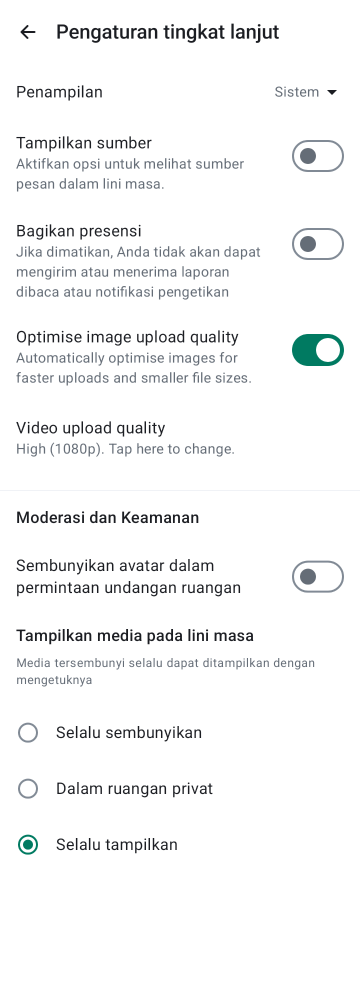 Pengaturan tingkat lanjut
Penampilan
Sistem
Tampilkan sumber
Aktifkan opsi untuk melihat sumber
pesan dalam lini masa.
Bagikan presensi
Jika dimatikan, Anda tidak akan dapat
mengirim atau menerima laporan
dibaca atau notifikasi pengetikan
Optimise image upload quality
Automatically optimise images for
faster uploads and smaller file sizes.
Video upload quality
High (1080p). Tap here to change.
Moderasi dan Keamanan
Sembunyikan avatar dalam
permintaan undangan ruangan
Tampilkan media pada lini masa
Media tersembunyi selalu dapat ditampilkan dengan
mengetuknya
Selalu sembunyikan
Dalam ruangan privat
Selalu tampilkan